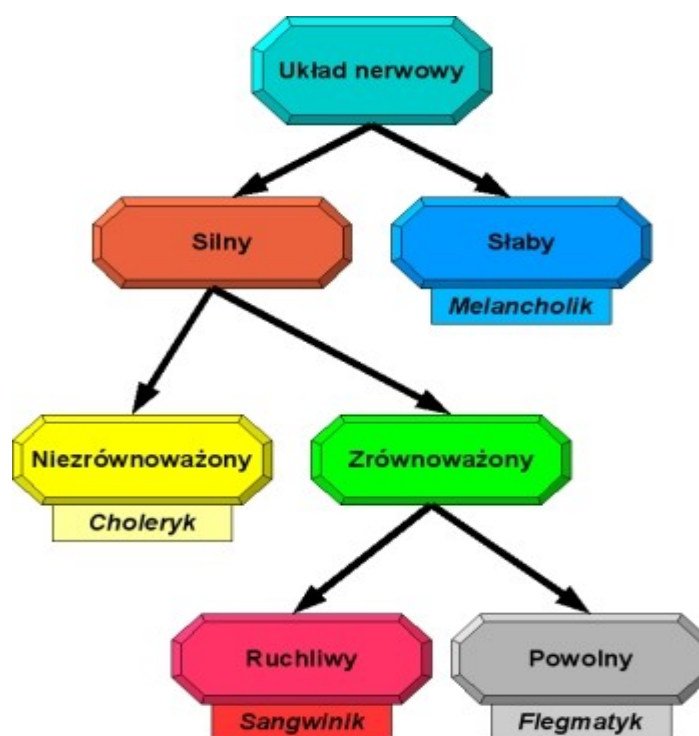 Układ nerwowy
Silny
Słaby
Melancholik
Niezrównoważony
Zrównoważony
Choleryk
Ruchliwy
Powolny
Sangwinik
Flegmatyk